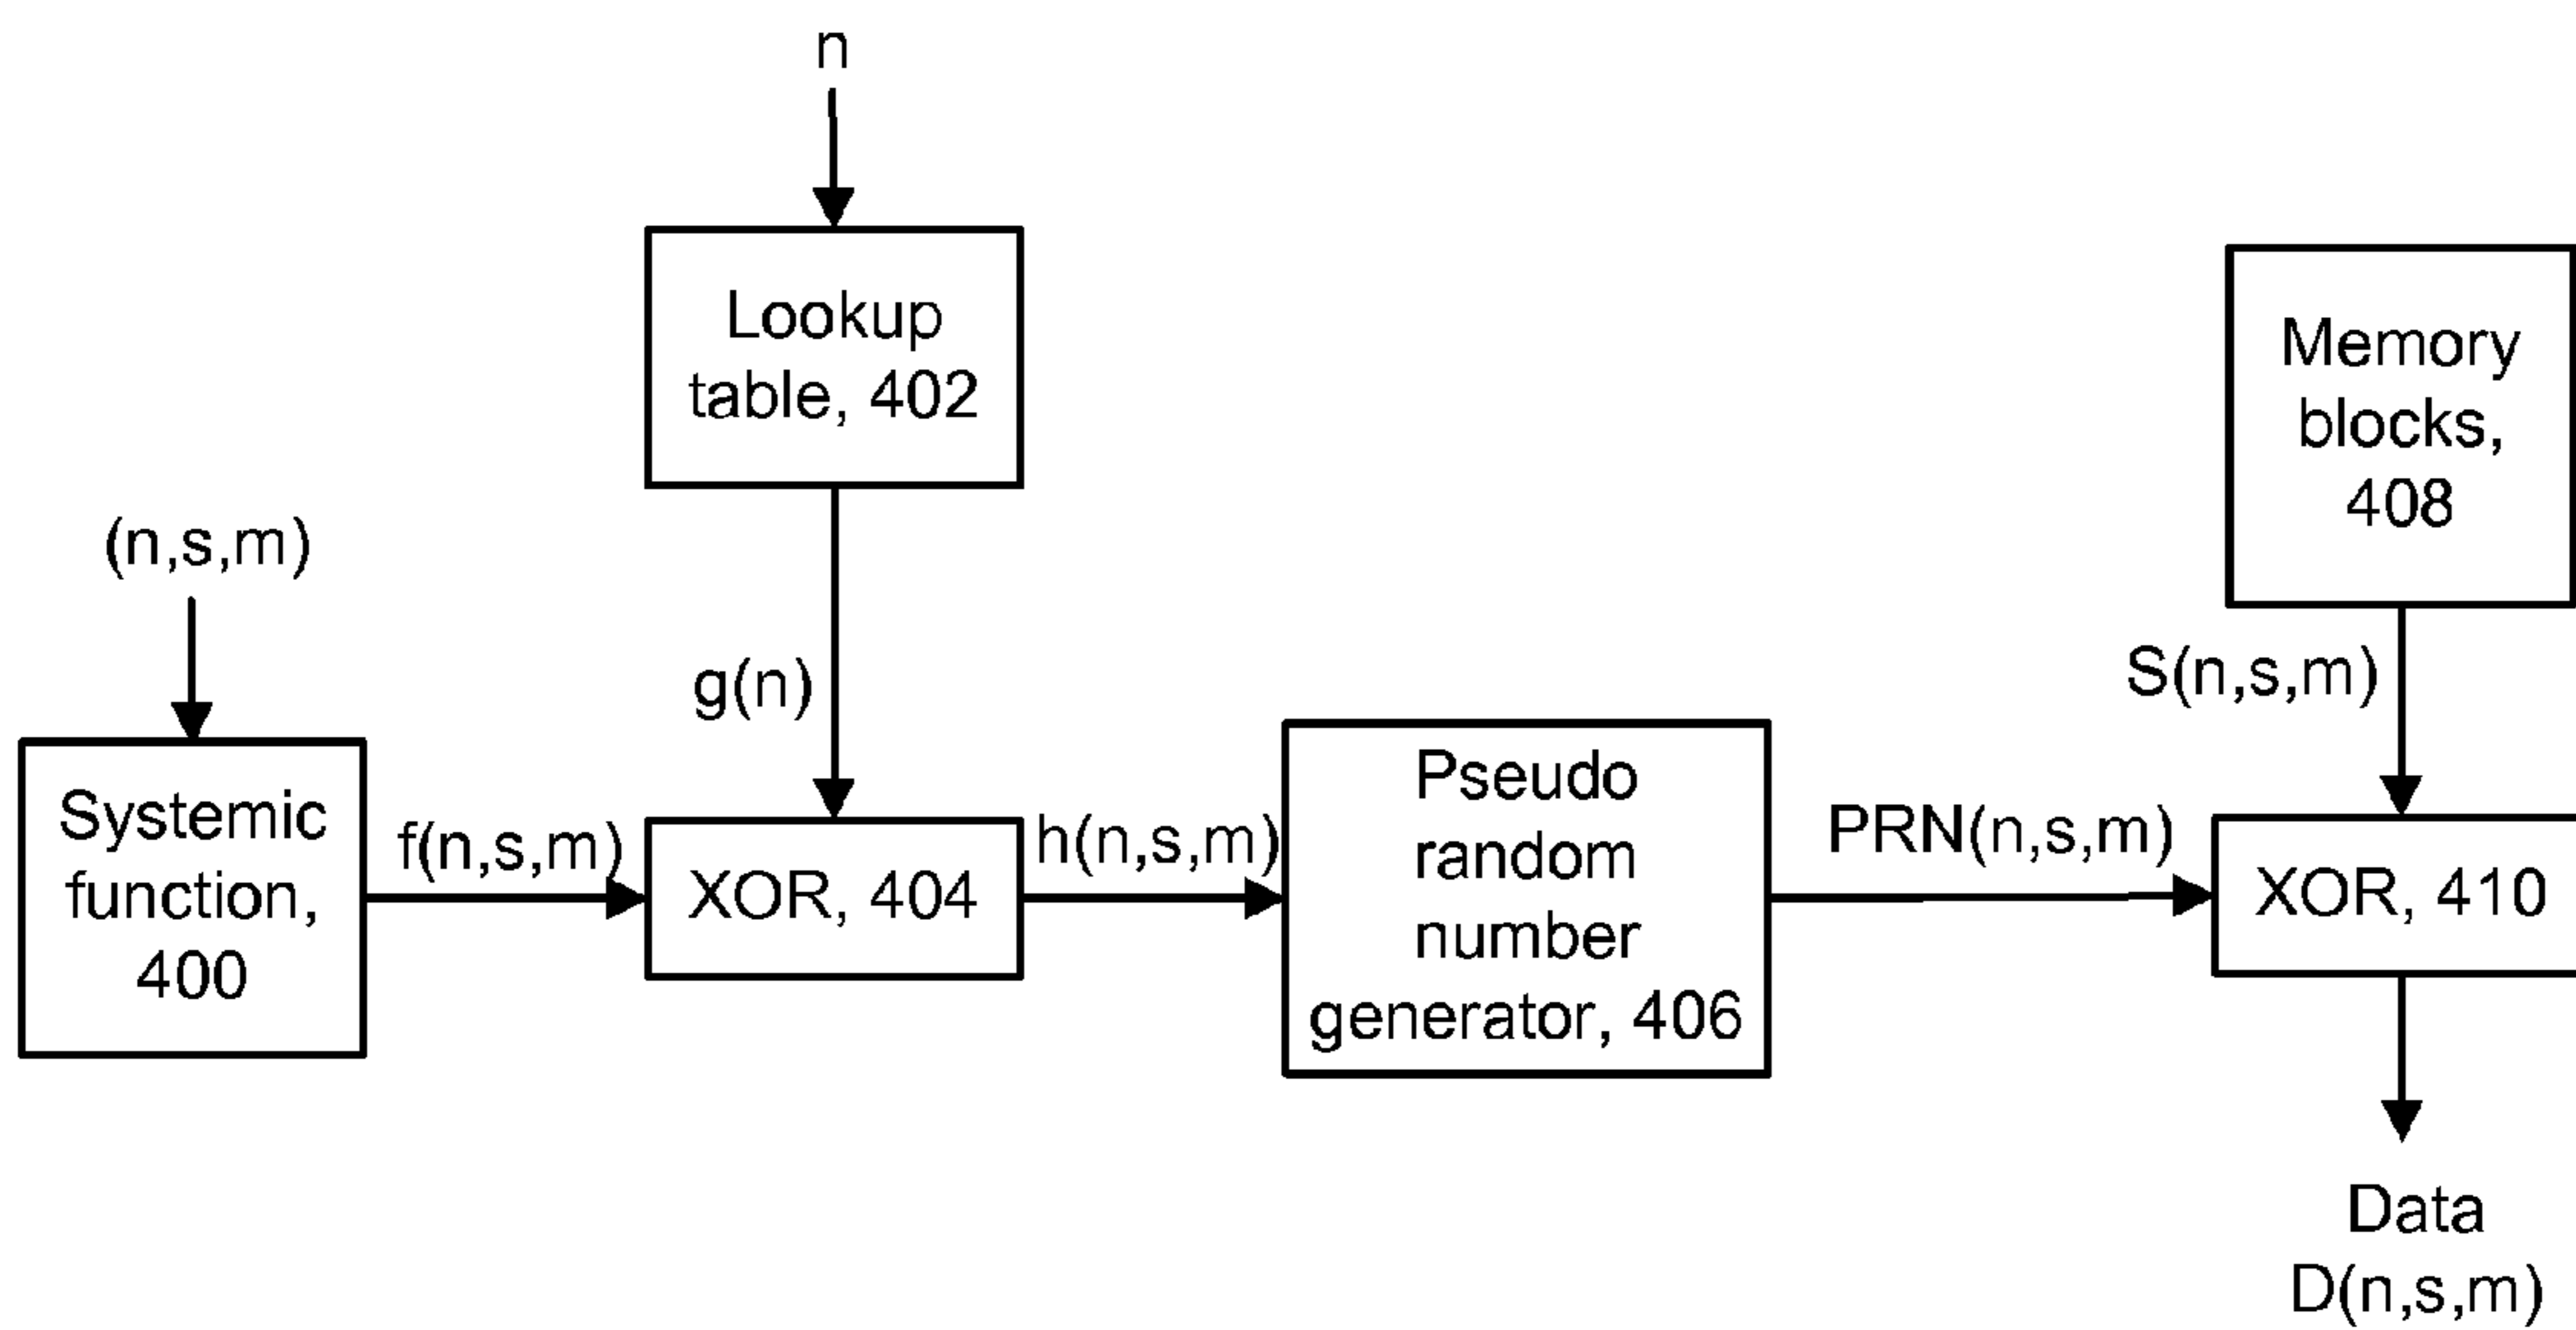 n
Lookup
table, 402
Memory
blocks,
408
(n,s,m)
g(n)
S(n,s,m)
Systemic
function,
400
f(n,s,m)
XOR, 404
h(n,s,m)
Pseudo
random
number
generator, 406
PRN(n,s,m)
XOR, 410
Data
D(n,s,m)